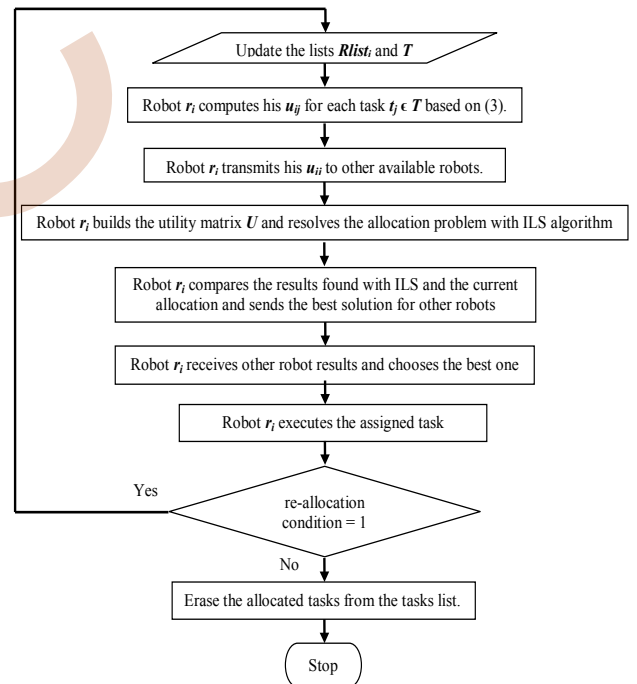 Update the lists Rlistᵢ and T
Robot rᵢ computes his uᵢⱼ for each task tⱼ ϵ T based on (3).
Robot rᵢ transmits his uᵢᵢ to other available robots.
Robot rᵢ builds the utility matrix U and resolves the allocation problem with ILS algorithm
Robot rᵢ compares the results found with ILS and the current
allocation and sends the best solution for other robots
Robot rᵢ receives other robot results and chooses the best one
Robot rᵢ executes the assigned task
Yes
re-allocation
condition = 1
No
Erase the allocated tasks from the tasks list.
Stop